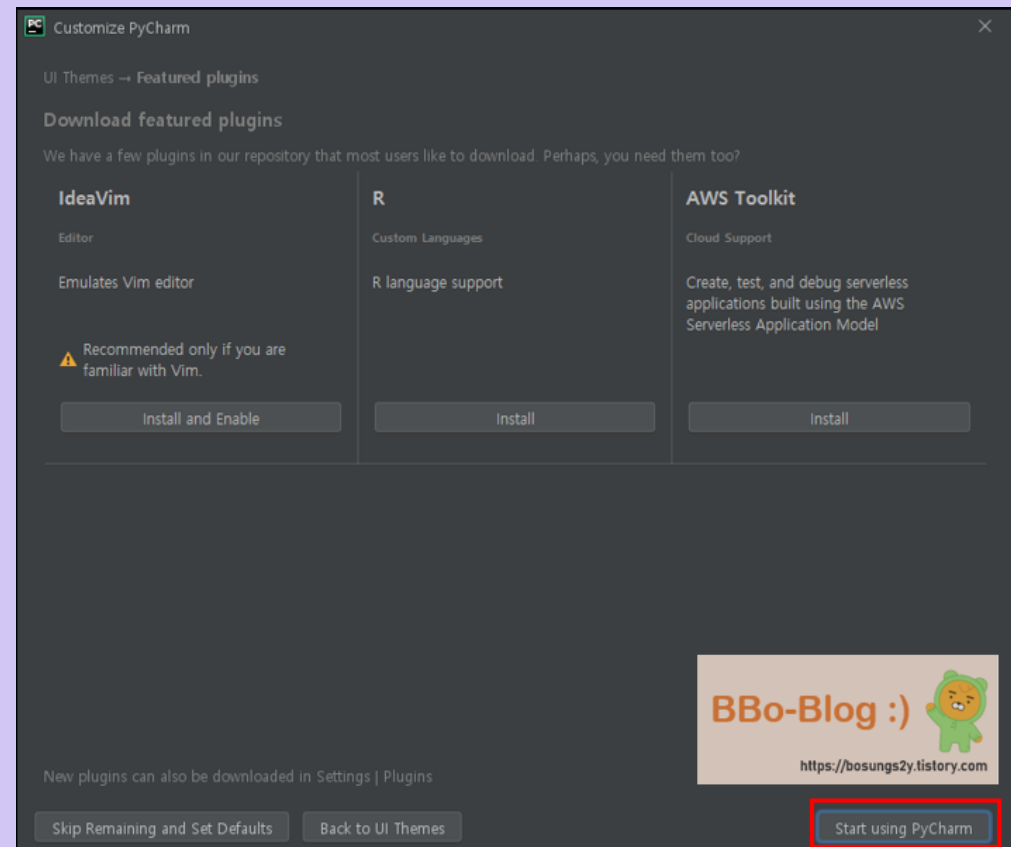 PC Customize PyCharm
UI Themes → Featured plugins
Download featured plugins
We have a few plugins in our repository that most users like to download. Perhaps, you need them too?
IdeaVim
Editor
Emulates Vim editor
Recommended only if you are
familiar with Vim.
Install and Enable
R
Custom Languages
R language support
Install
AWS Toolkit
Cloud Support
Create, test, and debug serverless
applications built using the AWS
Serverless Application Model
Install
BBo-Blog :)
https://bosungs2y.tistory.com
New plugins can also be downloaded in Settings | Plugins
Skip Remaining and Set Defaults
Back to UI Themes
Start using PyCharm